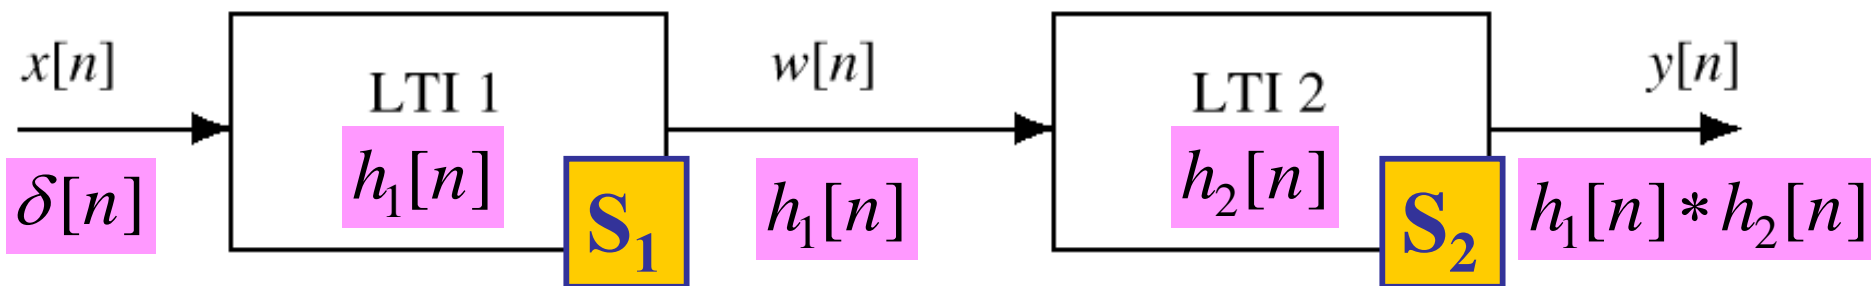 x[n]
LTI 1
w[n]
LTI 2
y[n]
δ[n]
h₁[n]
S₁
h₁[n]
h₂[n]
S₂
h₁[n] * h₂[n]